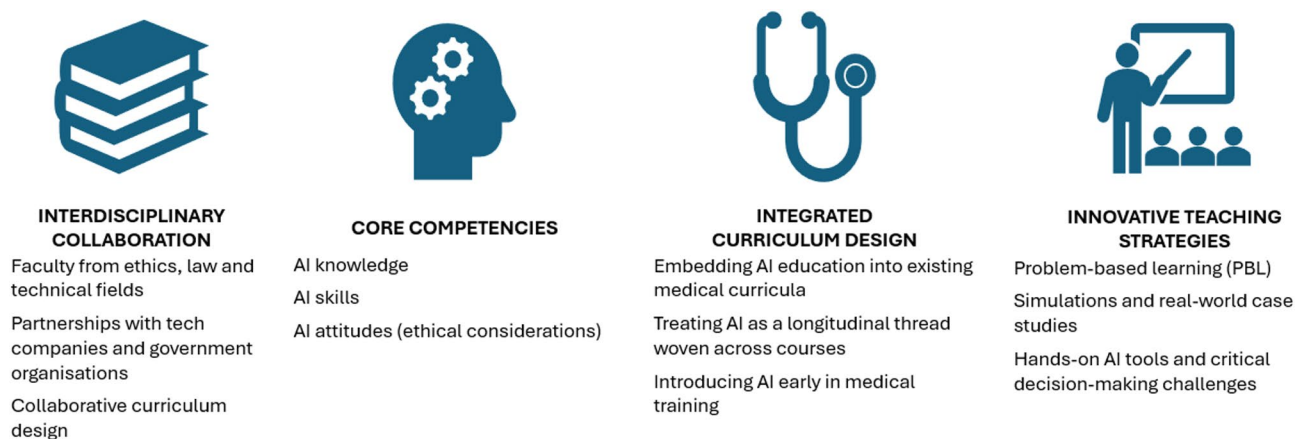 INTERDISCIPLINARY
COLLABORATION
Faculty from ethics, law and
technical fields
Partnerships with tech
companies and government
organisations
Collaborative curriculum
design
CORE COMPETENCIES
AI knowledge
AI skills
AI attitudes (ethical considerations)
INTEGRATED
CURRICULUM DESIGN
Embedding AI education into existing
medical curricula
Treating AI as a longitudinal thread
woven across courses
Introducing AI early in medical
training
INNOVATIVE TEACHING
STRATEGIES
Problem-based learning (PBL)
Simulations and real-world case
studies
Hands-on AI tools and critical
decision-making challenges